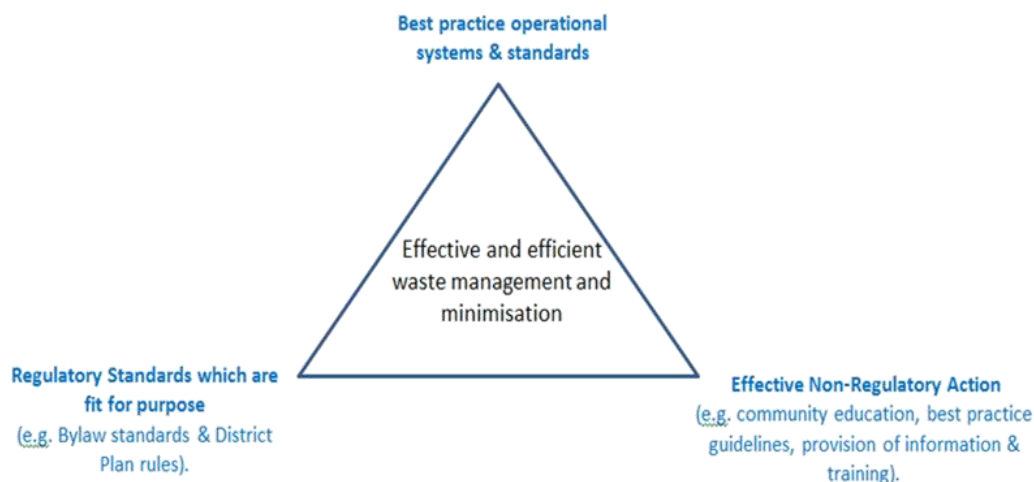 Best practice operational
systems & standards
Effective and efficient
waste management and
minimisation
Regulatory Standards which are
fit for purpose
(e.g. Bylaw standards & District
Plan rules).
Effective Non-Regulatory Action
(e.g. community education, best practice
guidelines, provision of information &
training).